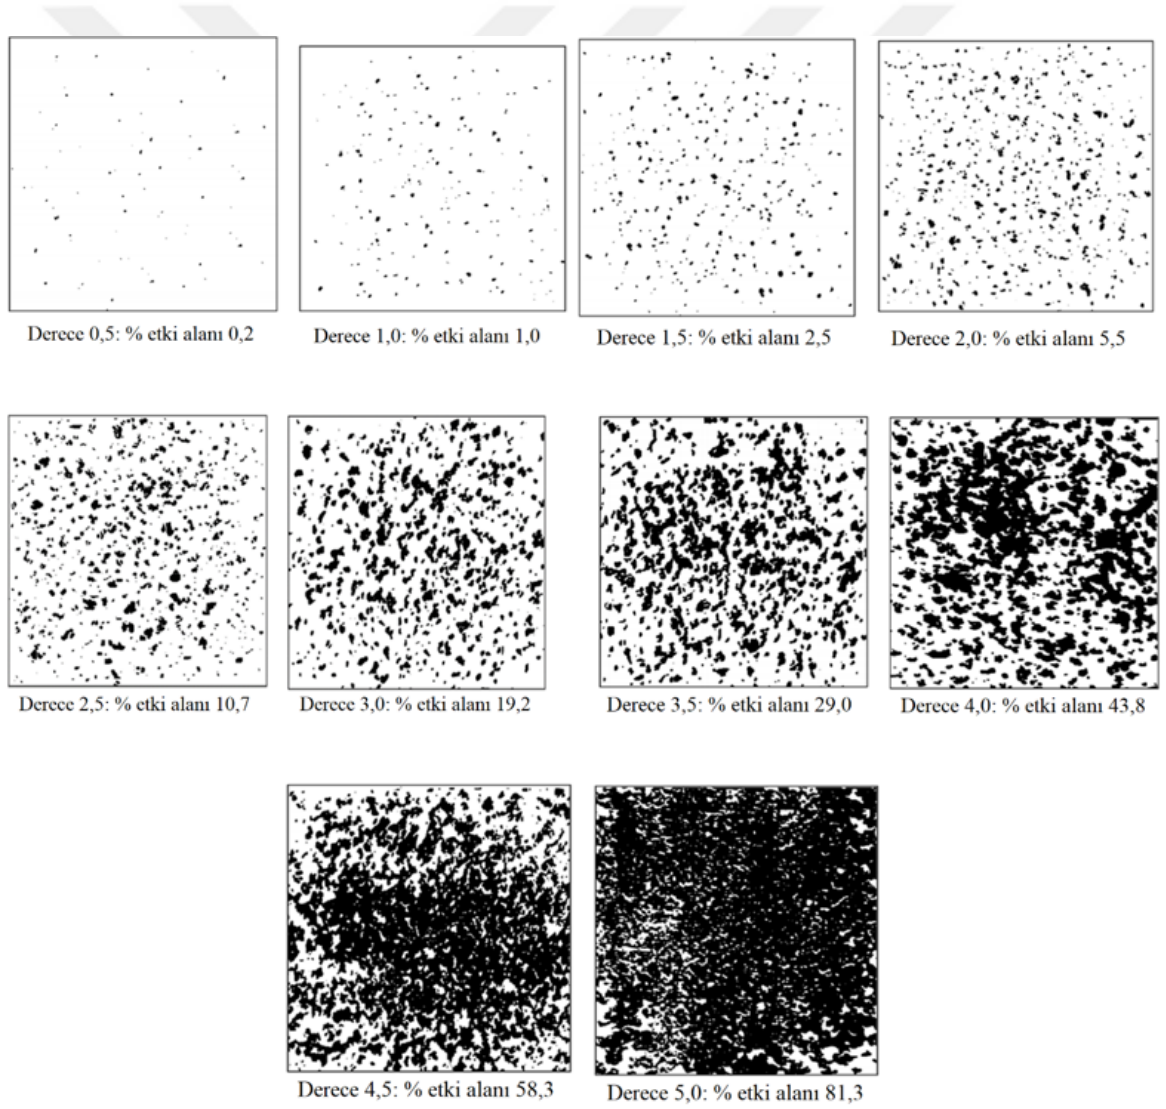 Derece 0,5: % etki alanı 0,2
Derece 1,0: % etki alanı 1,0
Derece 1,5: % etki alanı 2,5
Derece 2,0: % etki alanı 5,5
Derece 2,5: % etki alanı 10,7
Derece 3,0: % etki alanı 19,2
Derece 3,5: % etki alanı 29,0
Derece 4,0: % etki alanı 43,8
Derece 4,5: % etki alanı 58,3
Derece 5,0: % etki alanı 81,3